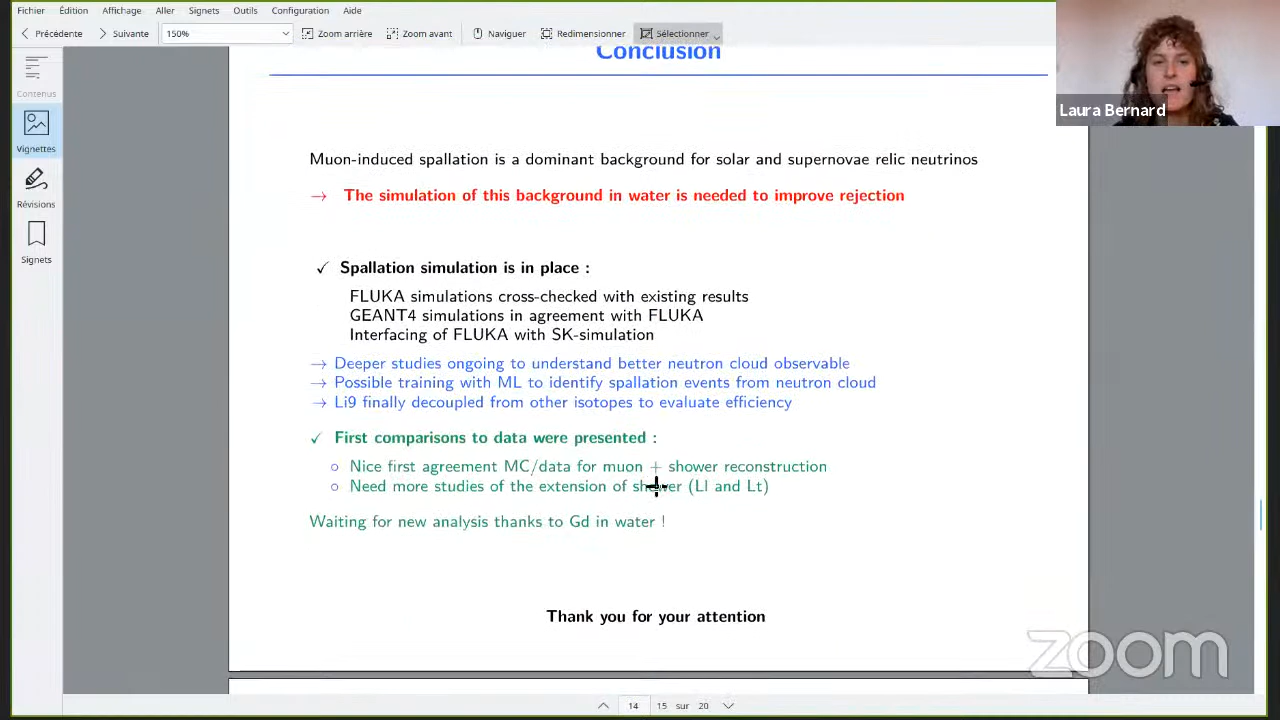 Fichier Édition Affichage Aller Signets Outils Configuration Aide
Précédente Suivante 150% Zoom arrière Zoom avant Naviguer Redimensionner Sélectionner
Contenus
Vignettes
Révisions
Signets
Laura Bernard
Conclusion
Muon-induced spallation is a dominant background for solar and supernovae relic neutrinos
→ The simulation of this background in water is needed to improve rejection
✓ Spallation simulation is in place :
FLUKA simulations cross-checked with existing results
GEANT4 simulations in agreement with FLUKA
Interfacing of FLUKA with SK-simulation
→ Deeper studies ongoing to understand better neutron cloud observable
→ Possible training with ML to identify spallation events from neutron cloud
→ Li9 finally decoupled from other isotopes to evaluate efficiency
✓ First comparisons to data were presented :
○ Nice first agreement MC/data for muon + shower reconstruction
○ Need more studies of the extension of shower (Ll and Lt)
Waiting for new analysis thanks to Gd in water !
Thank you for your attention
zoom
14 15 sur 20